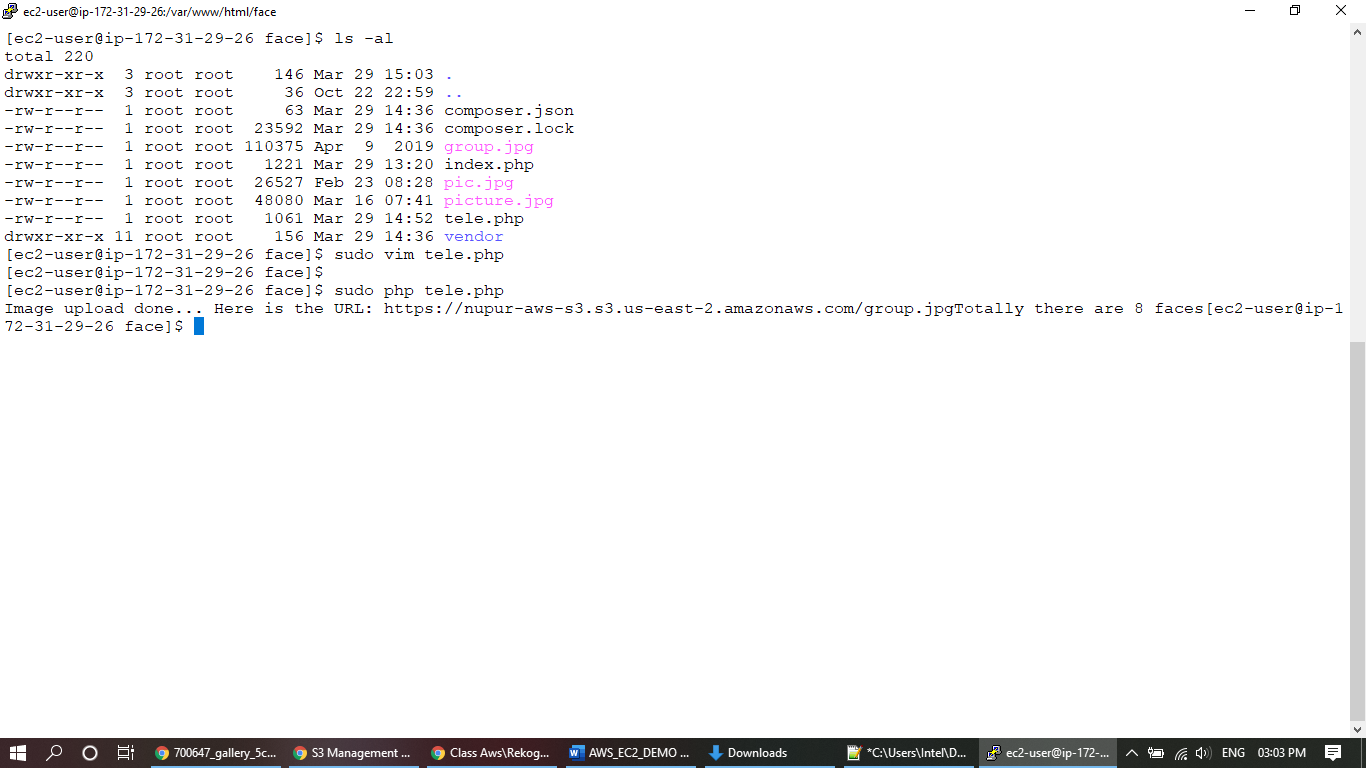 ec2-user@ip-172-31-29-26:/var/www/html/face
[ec2-user@ip-172-31-29-26 face]$ ls -al
total 220
drwxr-xr-x  3 root root    146 Mar 29 15:03 .
drwxr-xr-x  3 root root     36 Oct 22 22:59 ..
-rw-r--r--  1 root root     63 Mar 29 14:36 composer.json
-rw-r--r--  1 root root  23592 Mar 29 14:36 composer.lock
-rw-r--r--  1 root root 110375 Apr  9  2019 group.jpg
-rw-r--r--  1 root root   1221 Mar 29 13:20 index.php
-rw-r--r--  1 root root  26527 Feb 23 08:28 pic.jpg
-rw-r--r--  1 root root  48080 Mar 16 07:41 picture.jpg
-rw-r--r--  1 root root   1061 Mar 29 14:52 tele.php
drwxr-xr-x 11 root root    156 Mar 29 14:36 vendor
[ec2-user@ip-172-31-29-26 face]$ sudo vim tele.php
[ec2-user@ip-172-31-29-26 face]$
[ec2-user@ip-172-31-29-26 face]$ sudo php tele.php
Image upload done... Here is the URL: https://nupur-aws-s3.s3.us-east-2.amazonaws.com/group.jpgTotally there are 8 faces[ec2-user@ip-1
72-31-29-26 face]$
700647_gallery_5c... S3 Management ... Class Aws\Rekog... AWS_EC2_DEMO ... Downloads *C:\Users\Intel\D... ec2-user@ip-172-... ENG 03:03 PM